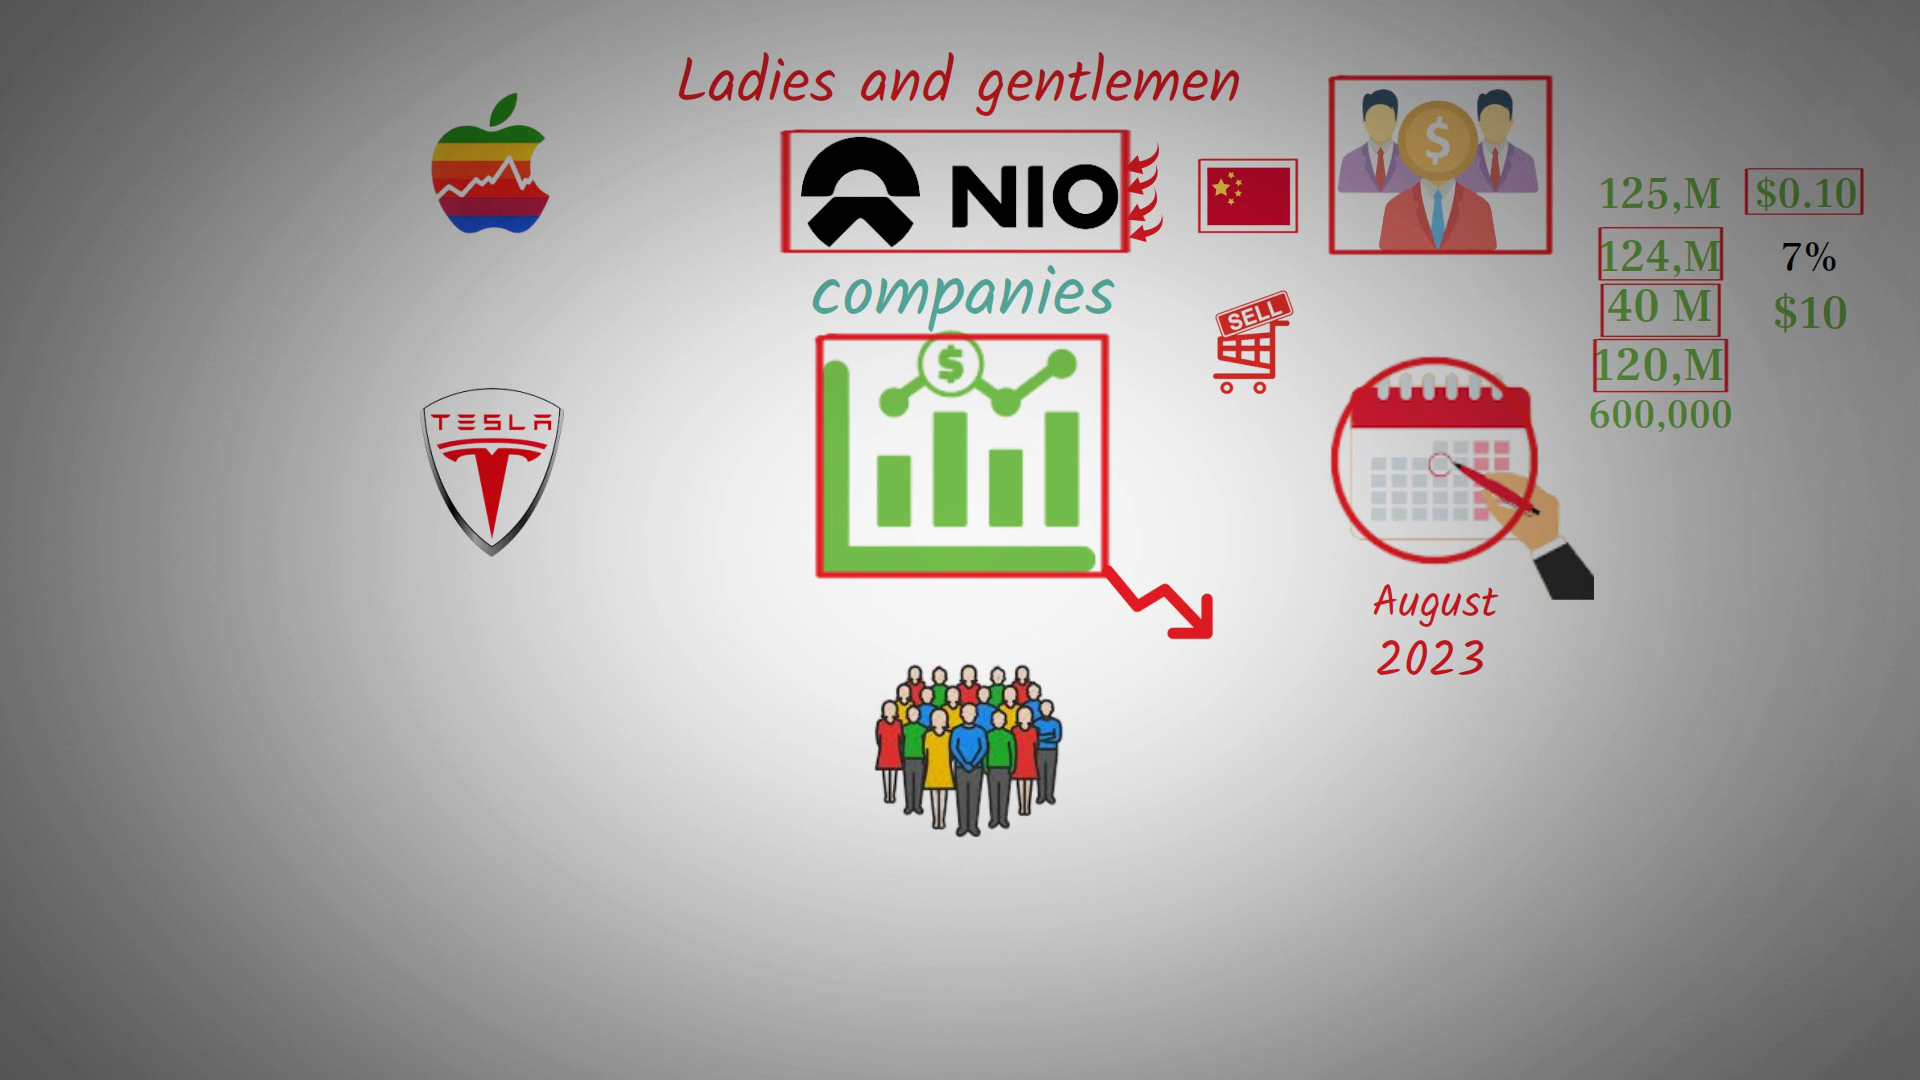 Ladies and gentlemen
NIO
companies
TESLA
$
SELL
$
125,M $0.10
124,M 7%
40 M $10
120,M
600,000
August
2023